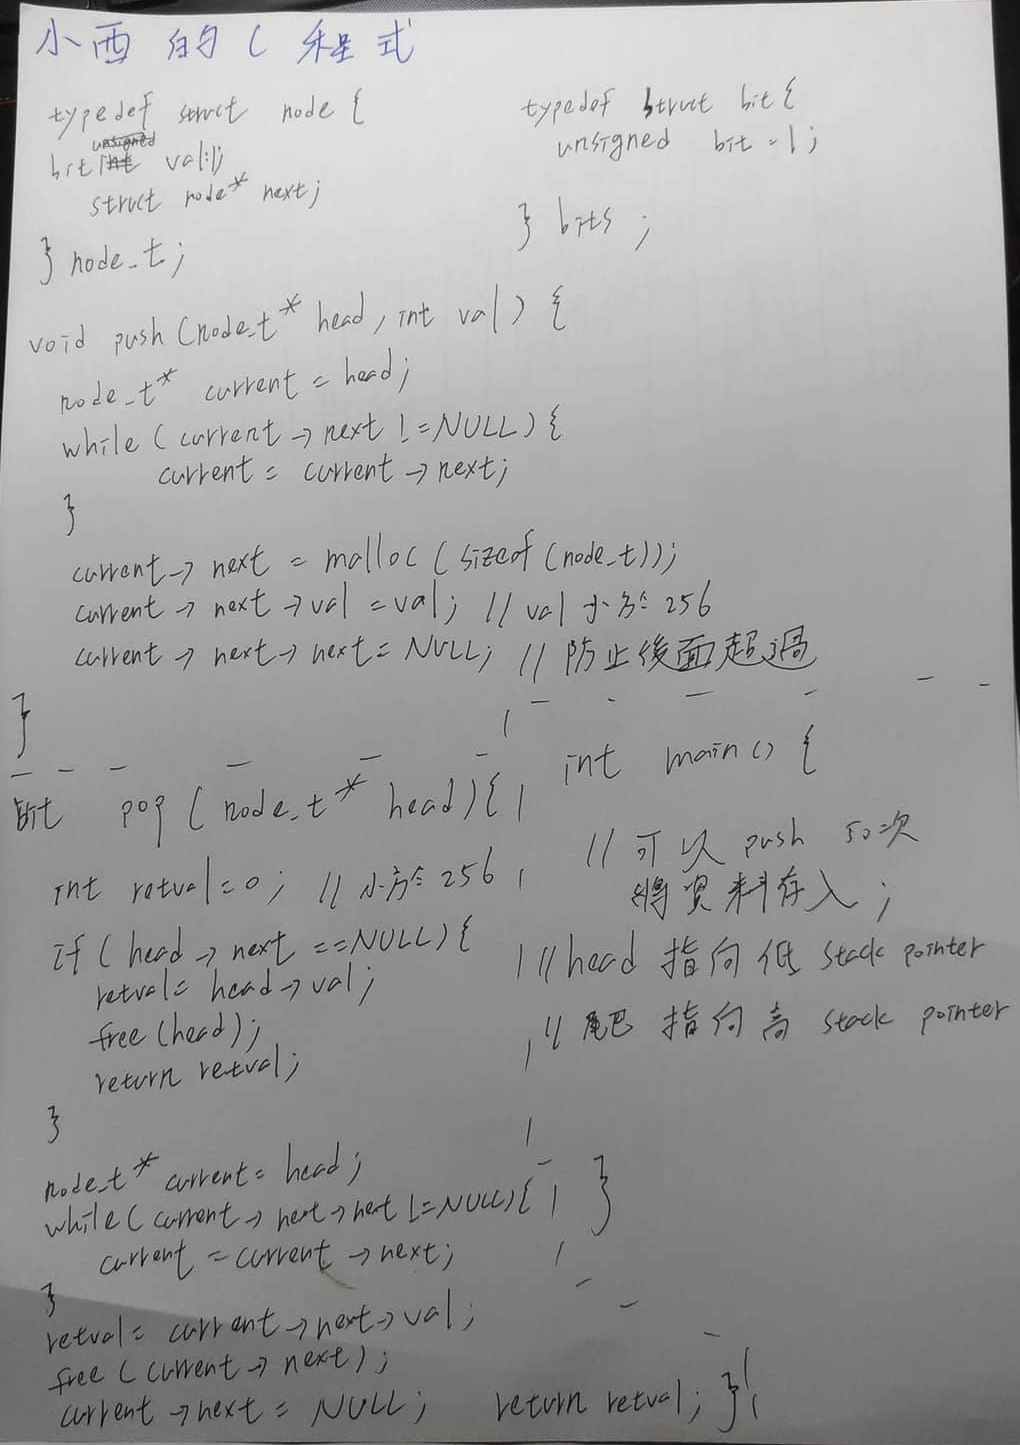 小西 的 C 程式
typedef struct node {
unsigned
bit int val:1;
struct node* next;
} node_t;
typedef struct bit {
unsigned bit = 1;
} bits ;
void push (node_t* head, int val) {
node_t* current = head;
while (current -> next != NULL) {
current = current -> next;
}
current -> next = malloc (sizeof (node_t));
current -> next -> val = val; // val 小於 256
current -> next -> next = NULL; // 防止後面超過
}
bit pop (node_t* head) {
int retval = 0; // 小於 256
if (head -> next == NULL) {
retval = head -> val;
free (head);
return retval;
}
node_t* current = head;
while (current -> next -> next != NULL) {
current = current -> next;
}
retval = current -> next -> val;
free (current -> next);
current -> next = NULL; return retval; }
int main () {
// 可以 push 50次
將資料存入;
// head 指向低 stack pointer
// 尾巴 指向高 stack pointer
}